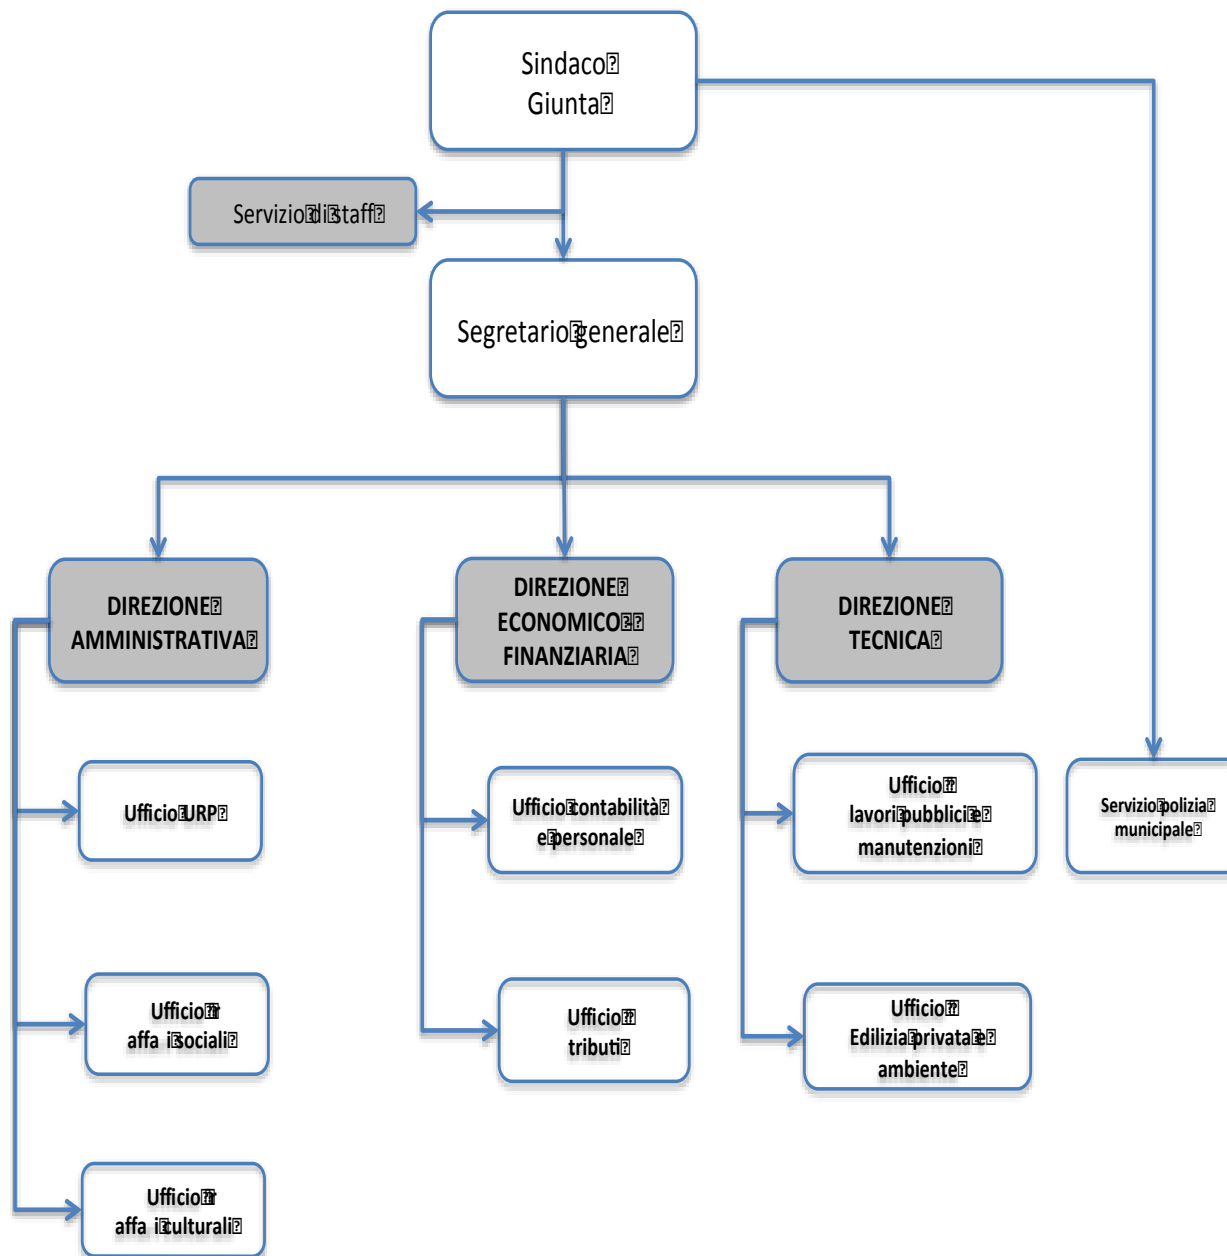 Sindaco
Giunta
Servizio di staff
Segretario generale
DIREZIONE
AMMINISTRATIVA
DIREZIONE
ECONOMICO-
FINANZIARIA
DIREZIONE
TECNICA
Ufficio URP
Ufficio contabilità
e personale
Ufficio
lavori pubblici e
manutenzioni
Servizio polizia
municipale
Ufficio r
affa i sociali
Ufficio
tributi
Ufficio
Edilizia privata e
ambiente
Ufficio r
affa i culturali